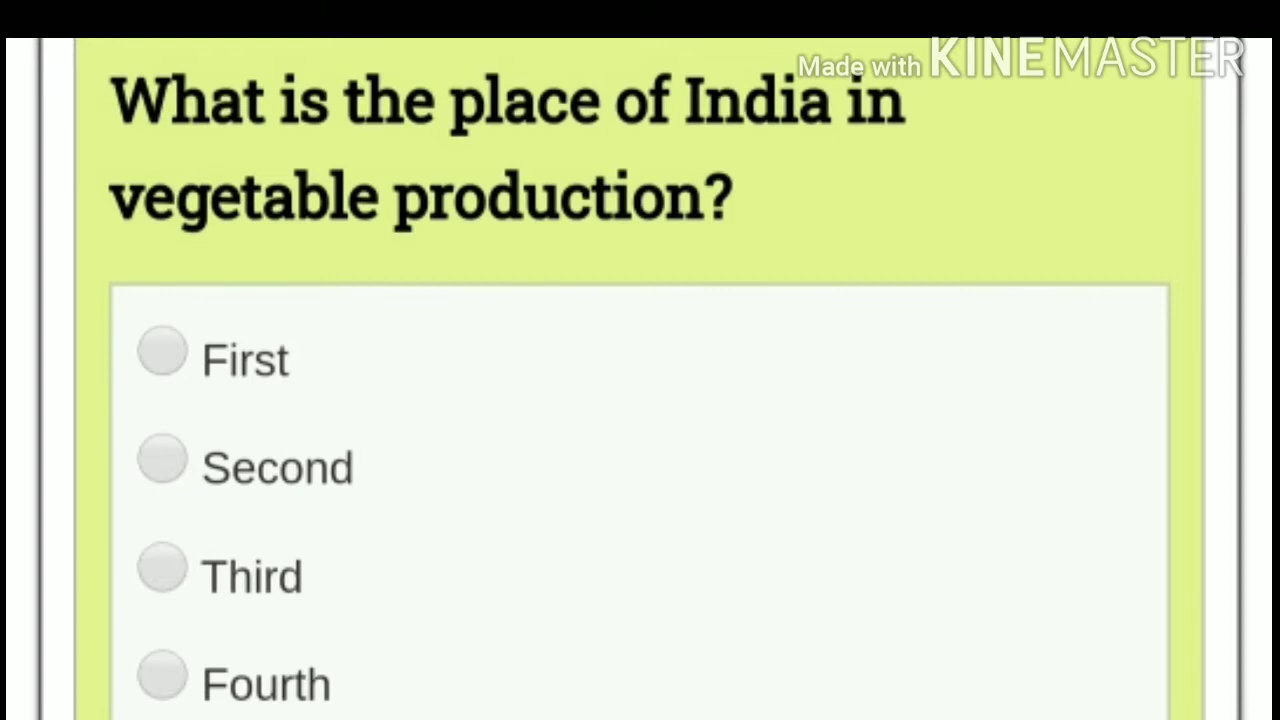 Made with KINEMASTER
What is the place of India in
vegetable production?
First
Second
Third
Fourth